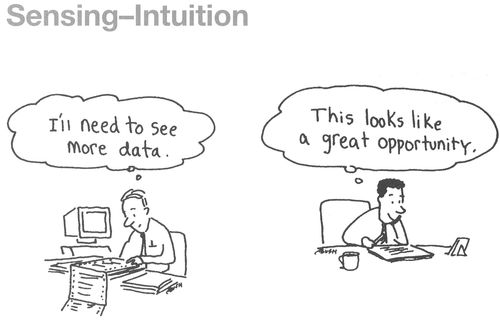 Sensing–Intuition
I'll need to see
more data.
This looks like
a great opportunity.